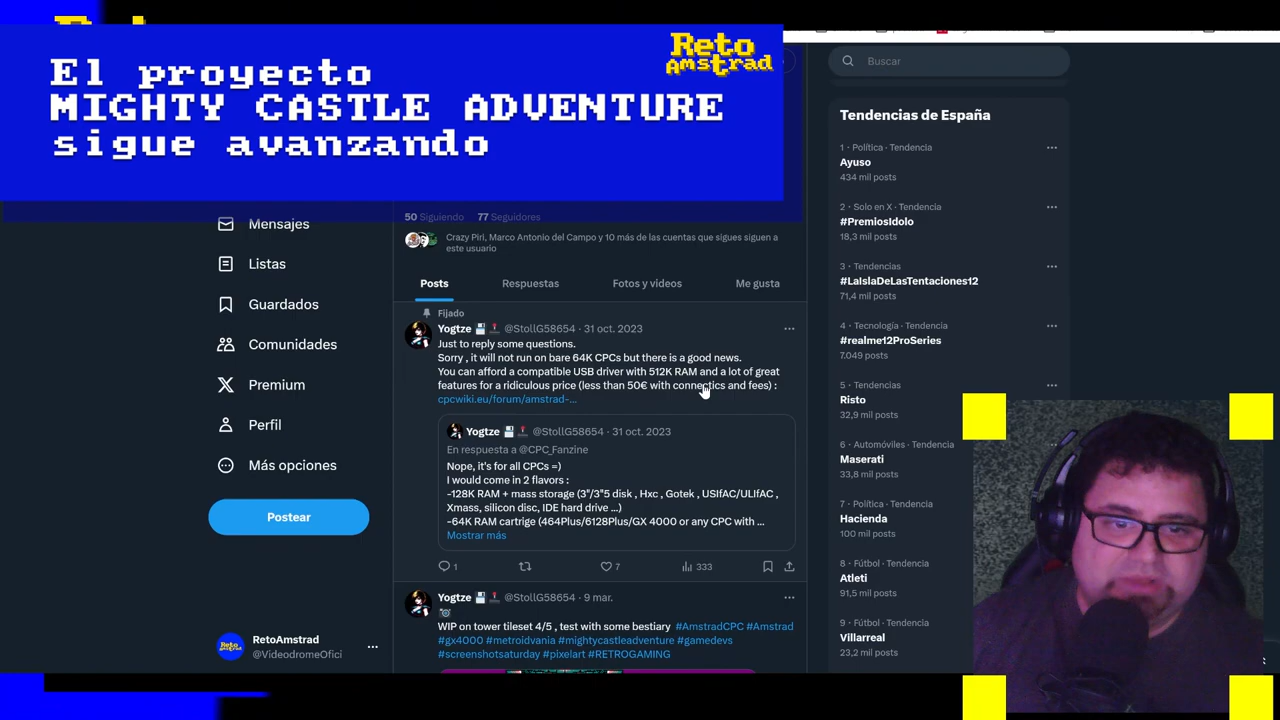 Reto
Amstrad
El proyecto
MIGHTY CASTLE ADVENTURE
sigue avanzando
Mensajes
Listas
Guardados
Comunidades
Premium
Perfil
Más opciones
Postear
RetoAmstrad
@VideodromeOfici
50 Siguiendo 77 Seguidores
Crazy Piri, Marco Antonio del Campo y 10 más de las cuentas que sigues siguen a
este usuario
Posts Respuestas Fotos y videos Me gusta
Fijado
Yogtze 💾 🕹️ @StollG58654 · 31 oct. 2023
Just to reply some questions.
Sorry , it will not run on bare 64K CPCs but there is a good news.
You can afford a compatible USB driver with 512K RAM and a lot of great
features for a ridiculous price (less than 50€ with connectics and fees) :
cpcwiki.eu/forum/amstrad-...
Yogtze 💾 🕹️ @StollG58654 · 31 oct. 2023
En respuesta a @CPC_Fanzine
Nope, it's for all CPCs =)
I would come in 2 flavors :
-128K RAM + mass storage (3"/3"5 disk , Hxc , Gotek , USIfAC/ULIfAC ,
Xmass, silicon disc, IDE hard drive ...)
-64K RAM cartrige (464Plus/6128Plus/GX 4000 or any CPC with ...
Mostrar más
1 7 333
Yogtze 💾 🕹️ @StollG58654 · 9 mar.
WIP on tower tileset 4/5 , test with some bestiary #AmstradCPC #Amstrad
#gx4000 #metroidvania #mightycastleadventure #gamedevs
#screenshotsaturday #pixelart #RETROGAMING
Buscar
Tendencias de España
1 · Política · Tendencia
Ayuso
434 mil posts
2 · Solo en X · Tendencia
#PremiosIdolo
18,3 mil posts
3 · Tendencias
#LaIslaDeLasTentaciones12
71,4 mil posts
4 · Tecnología · Tendencia
#realme12ProSeries
7.049 posts
5 · Tendencias
Risto
32,9 mil posts
6 · Automóviles · Tendencia
Maserati
33,8 mil posts
7 · Política · Tendencia
Hacienda
100 mil posts
8 · Fútbol · Tendencia
Atleti
91,5 mil posts
9 · Fútbol · Tendencia
Villarreal
23,2 mil posts